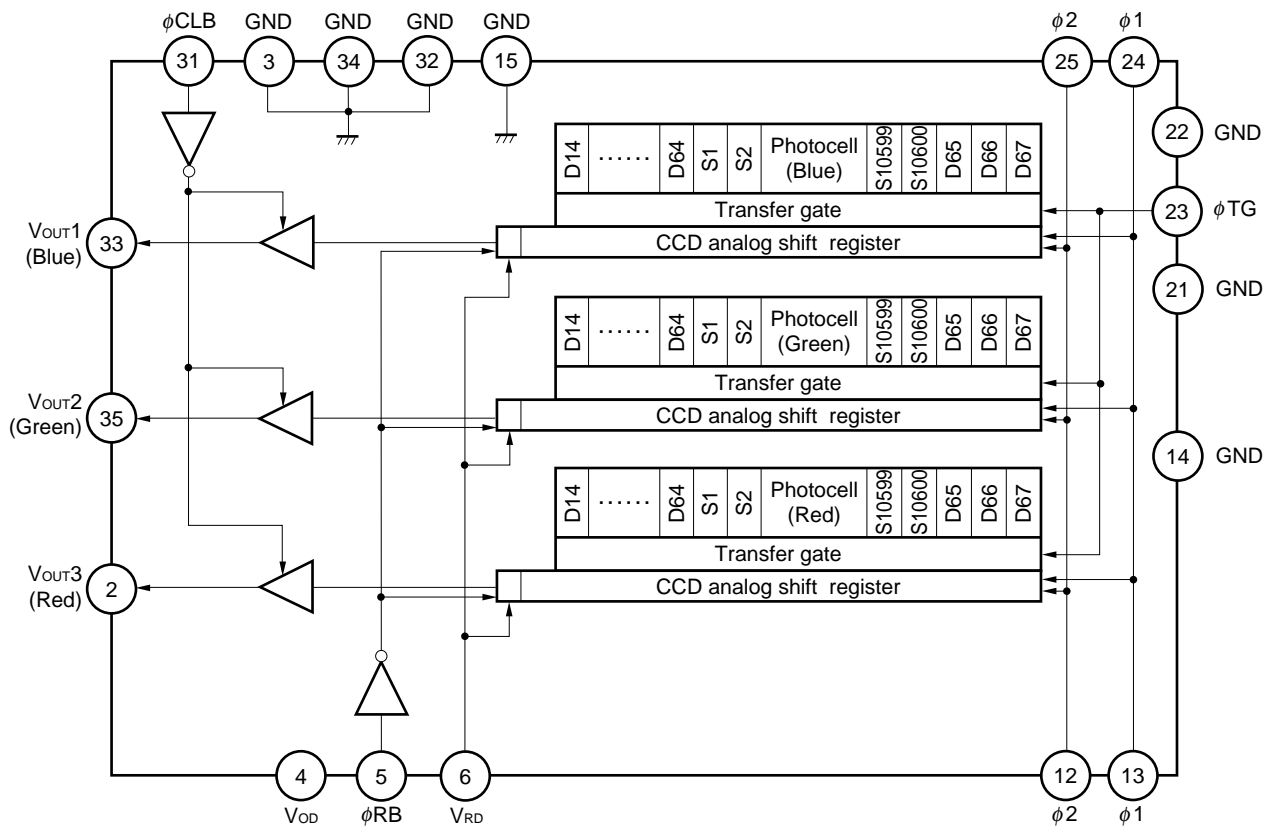 ϕCLB GND GND GND GND ϕ2 ϕ1
31 3 34 32 15 25 24
22 GND
D14 ...... D64 S1 S2 Photocell (Blue) S10599 S10600 D65 D66 D67
Transfer gate
23 ϕTG
VOUT1 (Blue) 33
CCD analog shift register
21 GND
D14 ...... D64 S1 S2 Photocell (Green) S10599 S10600 D65 D66 D67
Transfer gate
VOUT2 (Green) 35
CCD analog shift register
14 GND
D14 ...... D64 S1 S2 Photocell (Red) S10599 S10600 D65 D66 D67
Transfer gate
VOUT3 (Red) 2
CCD analog shift register
4 5 6 12 13
VOD ϕRB VRD ϕ2 ϕ1